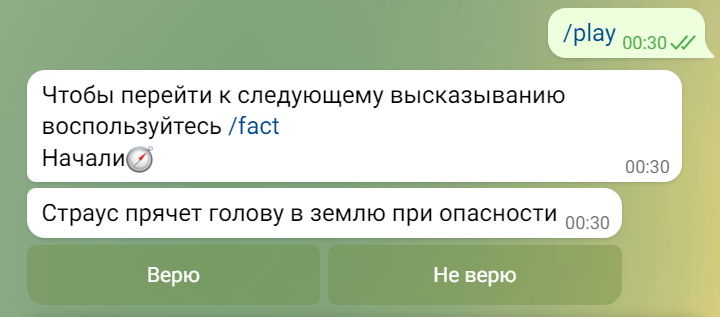 /play 00:30
Чтобы перейти к следующему высказыванию
воспользуйтесь /fact
Начали 00:30
Страус прячет голову в землю при опасности 00:30
Верю Не верю